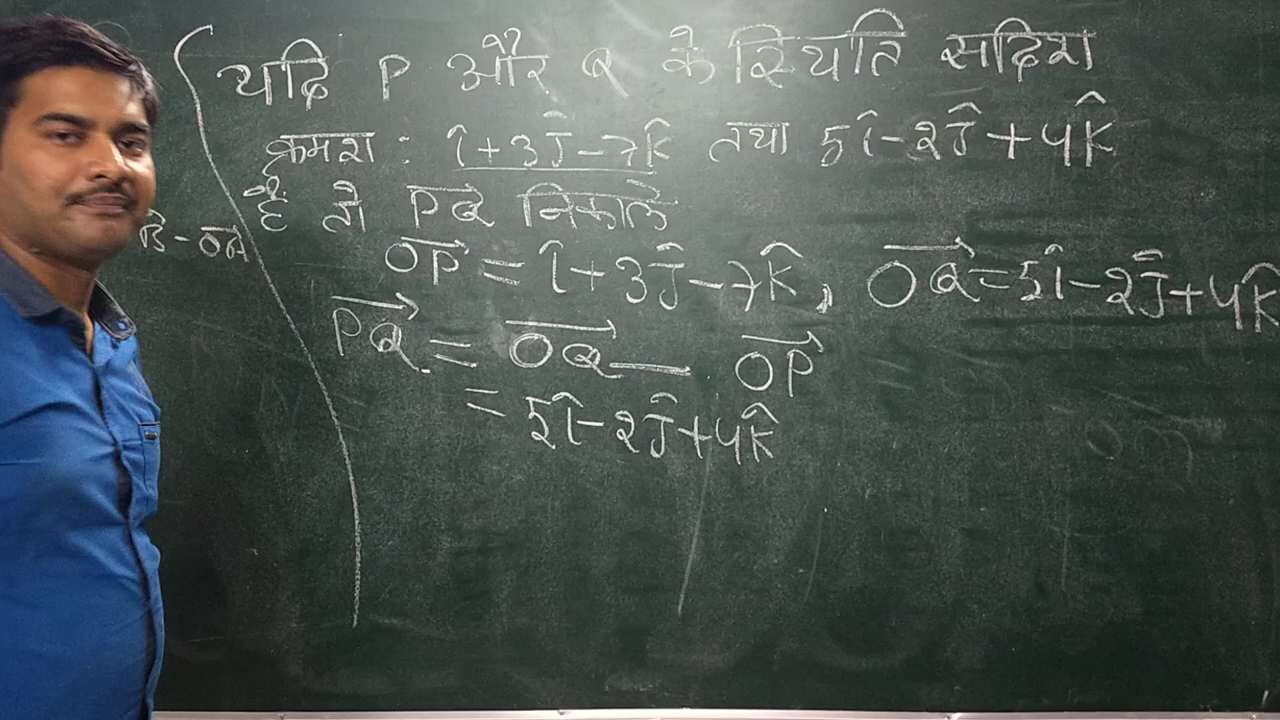 यदि P और Q के स्थिति सदिश
क्रमश: î+3ĵ-7k̂ तथा 5î-2ĵ+4k̂
हैं तो PQ निकाले
OP = î+3ĵ-7k̂, OQ=5î-2ĵ+4k̂
PQ = OQ - OP
= 5î-2ĵ+4k̂